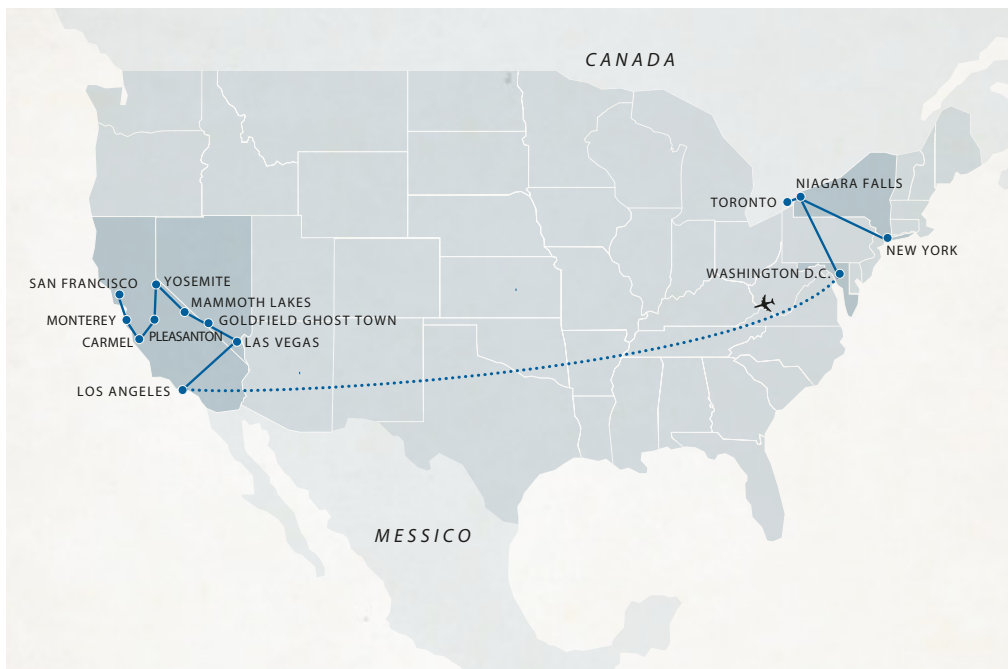 CANADA
NIAGARA FALLS
TORONTO
NEW YORK
WASHINGTON D.C.
SAN FRANCISCO
YOSEMITE
MAMMOTH LAKES
MONTEREY
GOLDFIELD GHOST TOWN
CARMEL
PLEASANTON
LAS VEGAS
LOS ANGELES
MESSICO